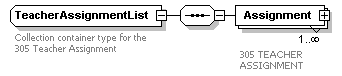 TeacherAssignmentList
Assignment
Collection container type for the
305 Teacher Assignment
1..∞
305 TEACHER
ASSIGNMENT